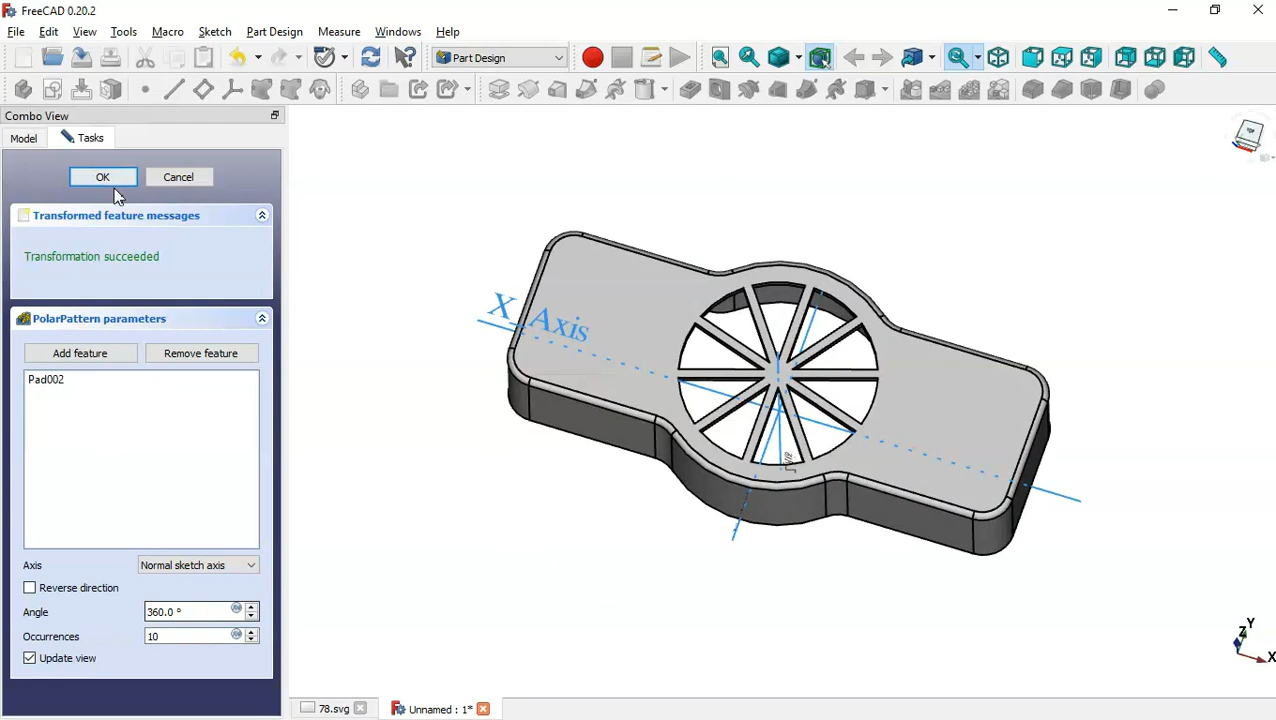 FreeCAD 0.20.2
File Edit View Tools Macro Sketch Part Design Measure Windows Help
Part Design
Combo View
Model Tasks
OK Cancel
Transformed feature messages
Transformation succeeded
PolarPattern parameters
Add feature Remove feature
Pad002
Axis Normal sketch axis
Reverse direction
Angle 360.0 °
Occurrences 10
Update view
X Axis
TOP
Y
Z
X
78.svg Unnamed : 1*